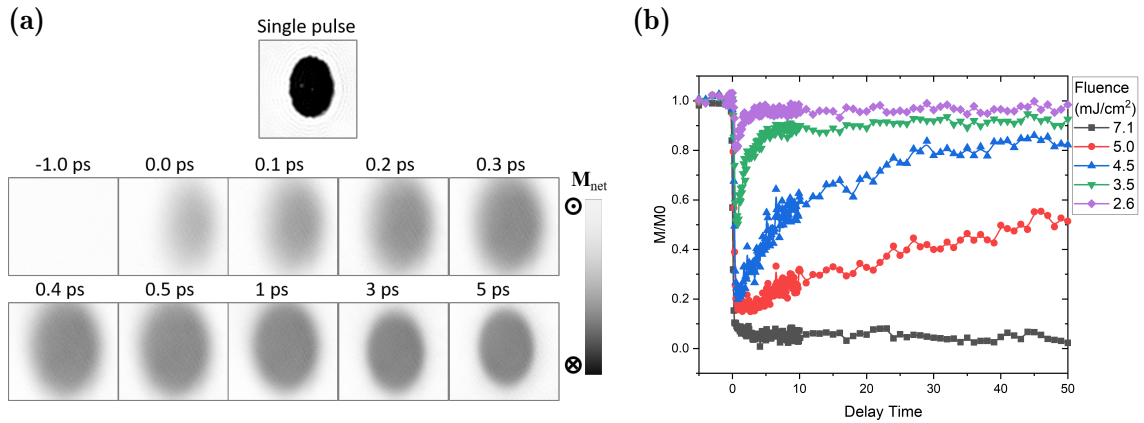 (a)
Single pulse
-1.0 ps 0.0 ps 0.1 ps 0.2 ps 0.3 ps
M_net
⊙
0.4 ps 0.5 ps 1 ps 3 ps 5 ps
⊗
(b)
Fluence
(mJ/cm²)
7.1
5.0
4.5
3.5
2.6
M/M0
1.0
0.8
0.6
0.4
0.2
0.0
0 10 20 30 40 50
Delay Time